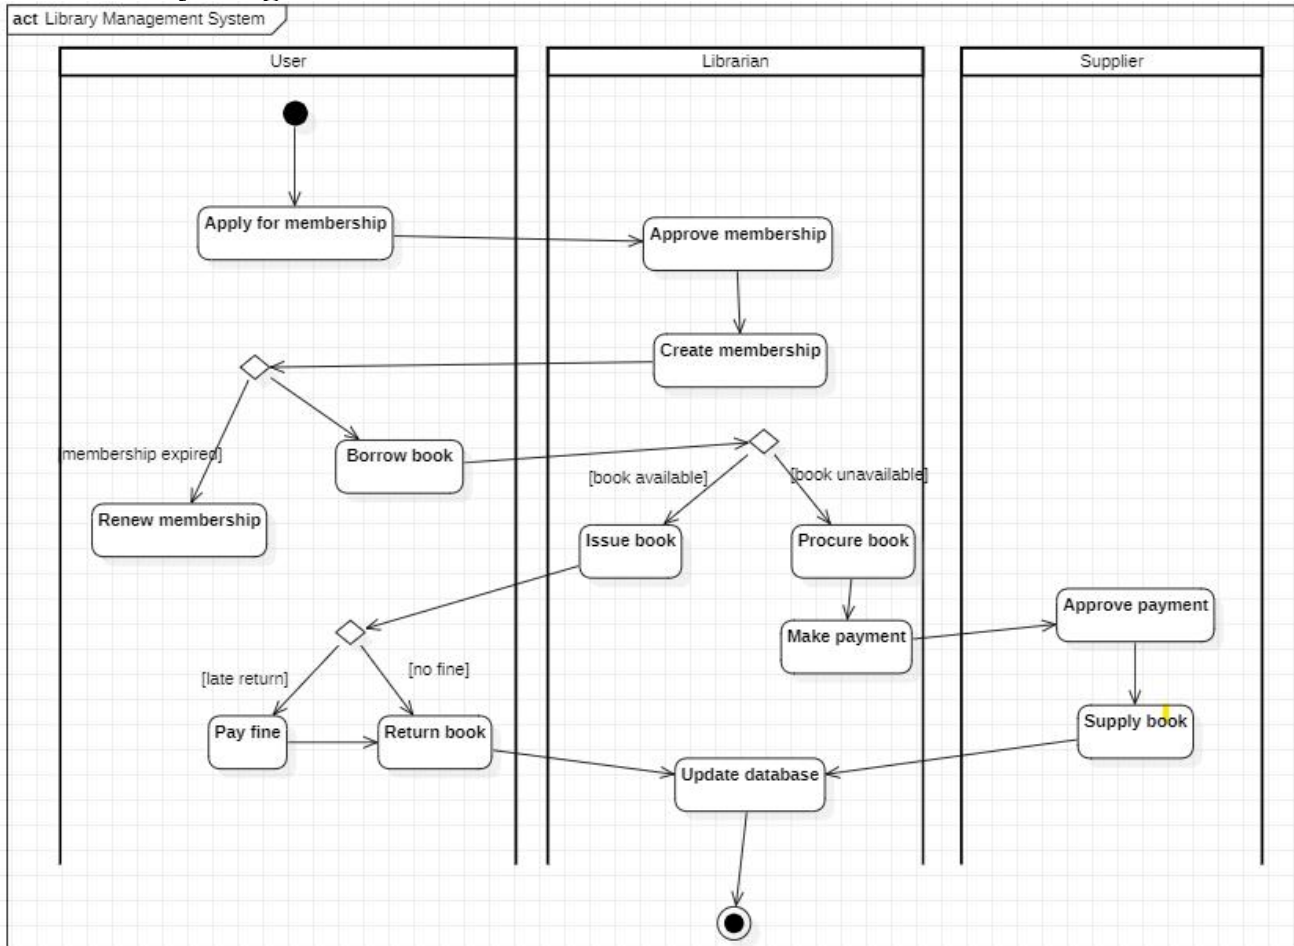 act Library Management System
User
Librarian
Supplier
Apply for membership
Approve membership
Create membership
[membership expired]
Borrow book
[book available]
[book unavailable]
Renew membership
Issue book
Procure book
Approve payment
Make payment
[late return]
[no fine]
Pay fine
Return book
Supply book
Update database